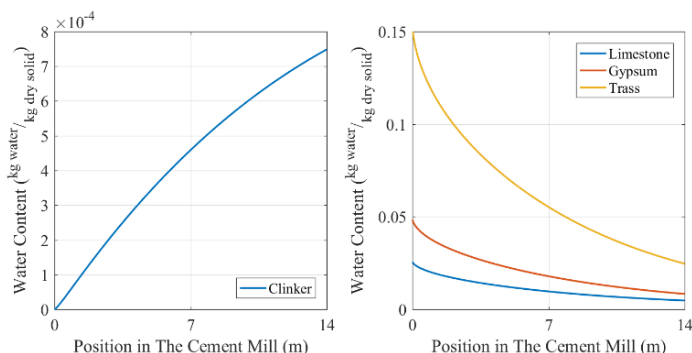 8 ×10^-4
7
6
5
4
3
2
1
0
Water Content (kg water/kg dry solid)
Clinker
0 7 14
Position in The Cement Mill (m)
0.15
0.1
0.05
0
Water Content (kg water/kg dry solid)
Limestone
Gypsum
Trass
0 7 14
Position in The Cement Mill (m)